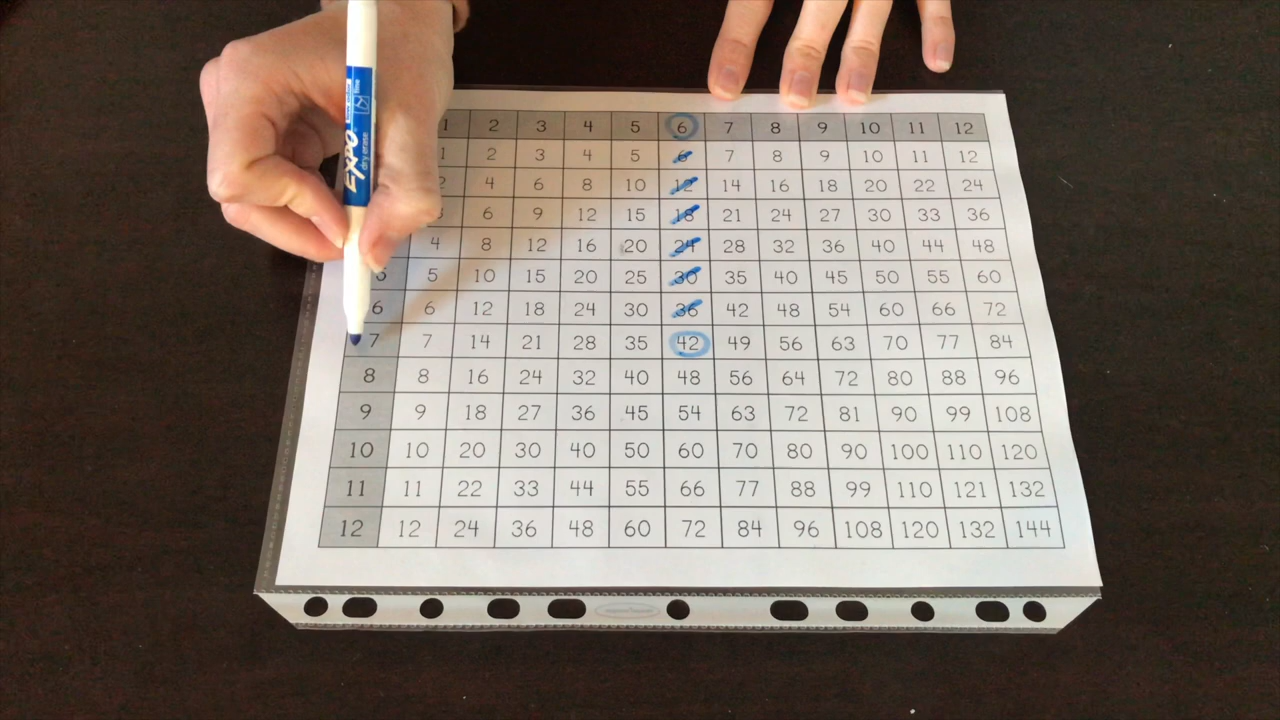 EXPO
dry erase
fine
1 2 3 4 5 6 7 8 9 10 11 12
1 2 3 4 5 6 7 8 9 10 11 12
2 4 6 8 10 12 14 16 18 20 22 24
3 6 9 12 15 18 21 24 27 30 33 36
4 8 12 16 20 24 28 32 36 40 44 48
5 5 10 15 20 25 30 35 40 45 50 55 60
6 6 12 18 24 30 36 42 48 54 60 66 72
7 7 14 21 28 35 42 49 56 63 70 77 84
8 8 16 24 32 40 48 56 64 72 80 88 96
9 9 18 27 36 45 54 63 72 81 90 99 108
10 10 20 30 40 50 60 70 80 90 100 110 120
11 11 22 33 44 55 66 77 88 99 110 121 132
12 12 24 36 48 60 72 84 96 108 120 132 144